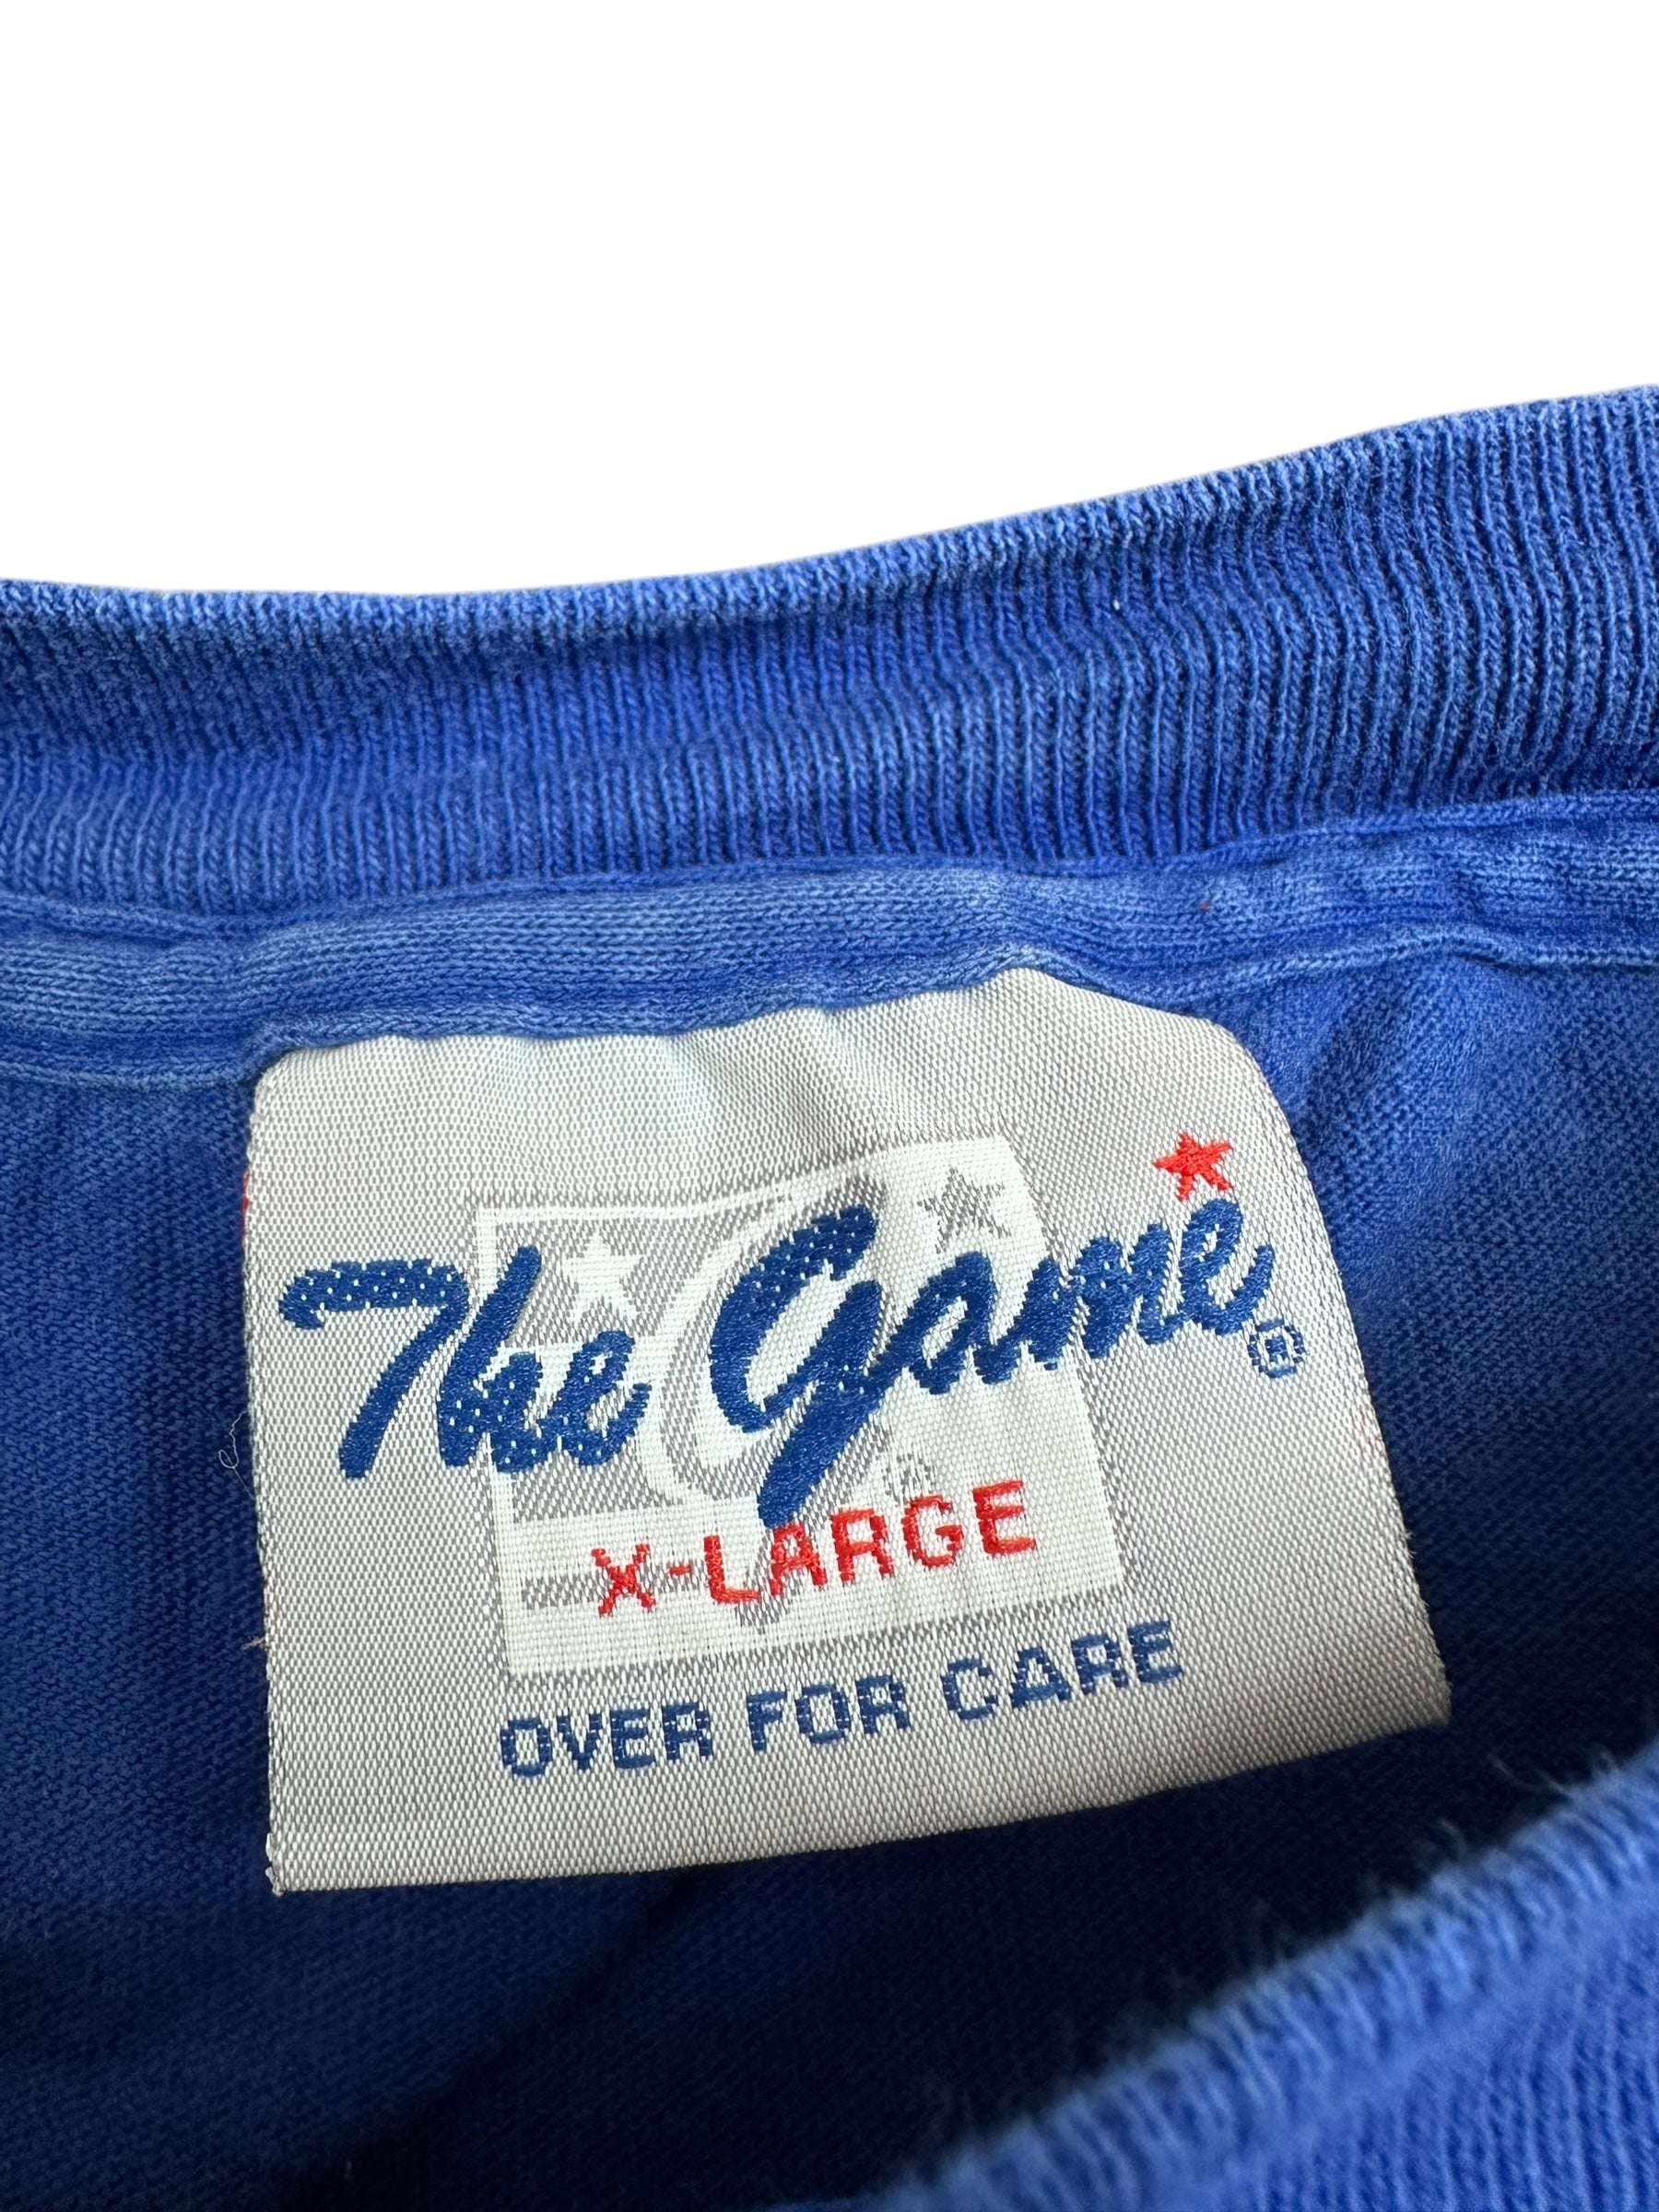 The Game®
X-LARGE
OVER FOR CARE